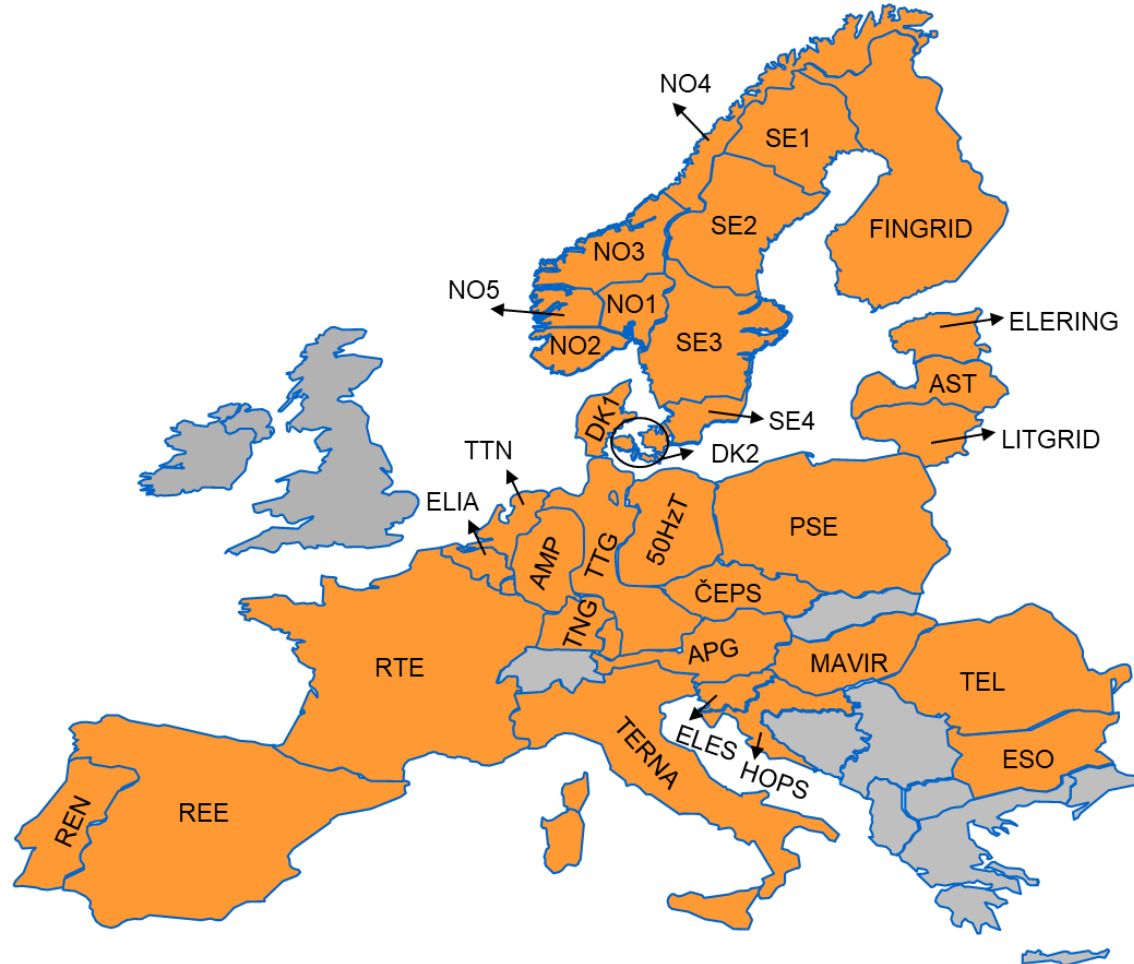 NO4
SE1
SE2
FINGRID
NO3
NO5
NO1
NO2
SE3
ELERING
AST
DK1
SE4
LITGRID
TTN
DK2
ELIA
PSE
50HzT
TTG
AMP
ČEPS
TNG
APG
MAVIR
RTE
TEL
TERNA
ELES
HOPS
ESO
REN
REE